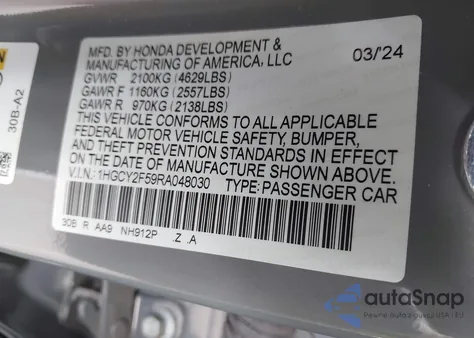 MFD. BY HONDA DEVELOPMENT & 03/24
MANUFACTURING OF AMERICA, LLC
GVWR 2100KG (4629LBS)
GAWR F 1160KG (2557LBS)
GAWR R 970KG (2138LBS)
THIS VEHICLE CONFORMS TO ALL APPLICABLE
FEDERAL MOTOR VEHICLE SAFETY, BUMPER,
AND THEFT PREVENTION STANDARDS IN EFFECT
ON THE DATE OF MANUFACTURE SHOWN ABOVE.
V.I.N.: 1HGCY2F59RA048030 TYPE: PASSENGER CAR
30B R AA9 NH912P .Z .A
30B-A2
autoSnap